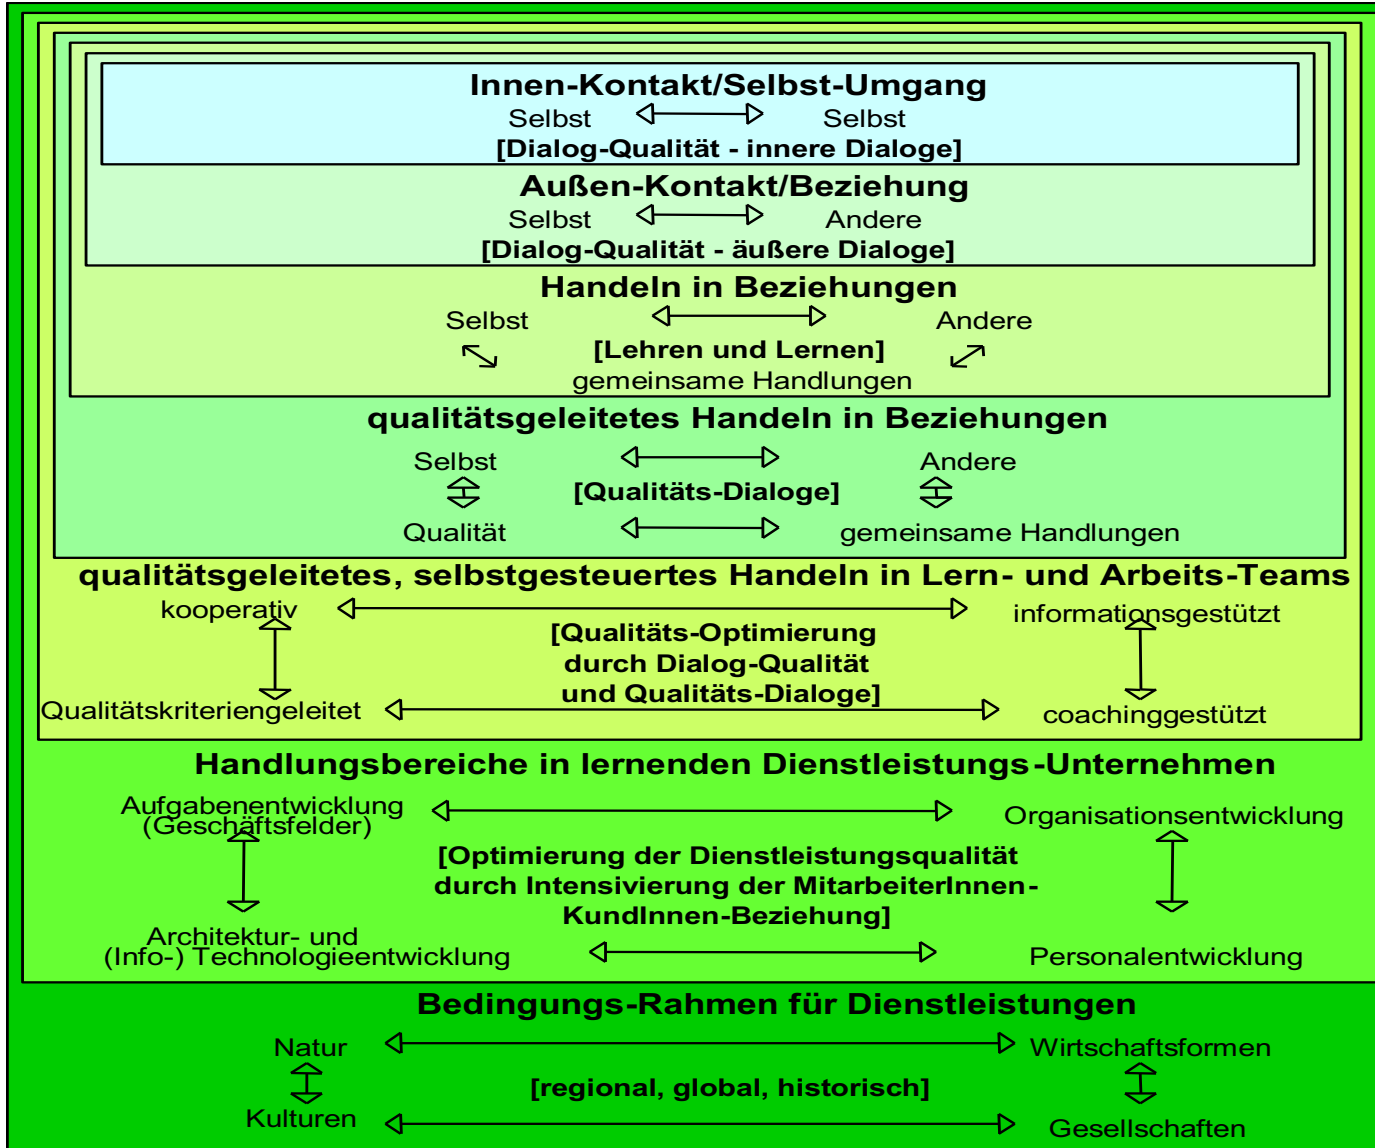 Innen-Kontakt/Selbst-Umgang
Selbst Selbst
[Dialog-Qualität - innere Dialoge]
Außen-Kontakt/Beziehung
Selbst Andere
[Dialog-Qualität - äußere Dialoge]
Handeln in Beziehungen
Selbst Andere
[Lehren und Lernen]
gemeinsame Handlungen
qualitätsgeleitetes Handeln in Beziehungen
Selbst Andere
[Qualitäts-Dialoge]
Qualität gemeinsame Handlungen
qualitätsgeleitetes, selbstgesteuertes Handeln in Lern- und Arbeits-Teams
kooperativ informationsgestützt
[Qualitäts-Optimierung
durch Dialog-Qualität
und Qualitäts-Dialoge]
Qualitätskriteriengeleitet coachinggestützt
Handlungsbereiche in lernenden Dienstleistungs-Unternehmen
Aufgabenentwicklung
(Geschäftsfelder)
Organisationsentwicklung
[Optimierung der Dienstleistungsqualität
durch Intensivierung der MitarbeiterInnen-
KundInnen-Beziehung]
Architektur- und
(Info-) Technologieentwicklung
Personalentwicklung
Bedingungs-Rahmen für Dienstleistungen
Natur Wirtschaftsformen
[regional, global, historisch]
Kulturen Gesellschaften